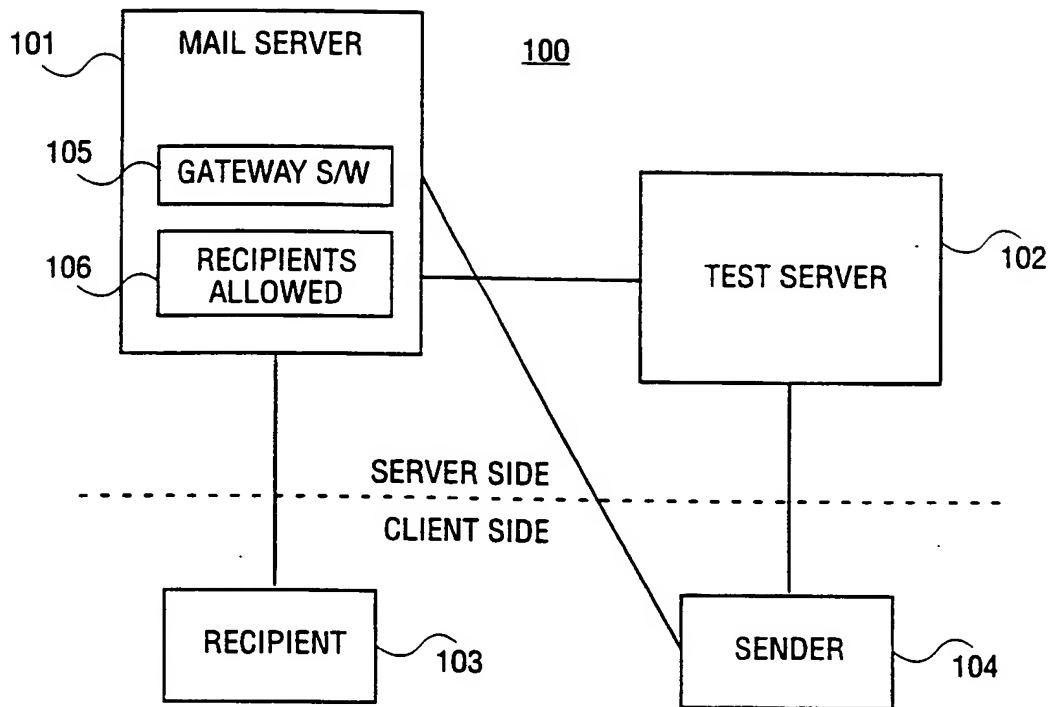 101
MAIL SERVER
100
105
GATEWAY S/W
106
RECIPIENTS
ALLOWED
TEST SERVER
102
SERVER SIDE
CLIENT SIDE
RECIPIENT
103
SENDER
104